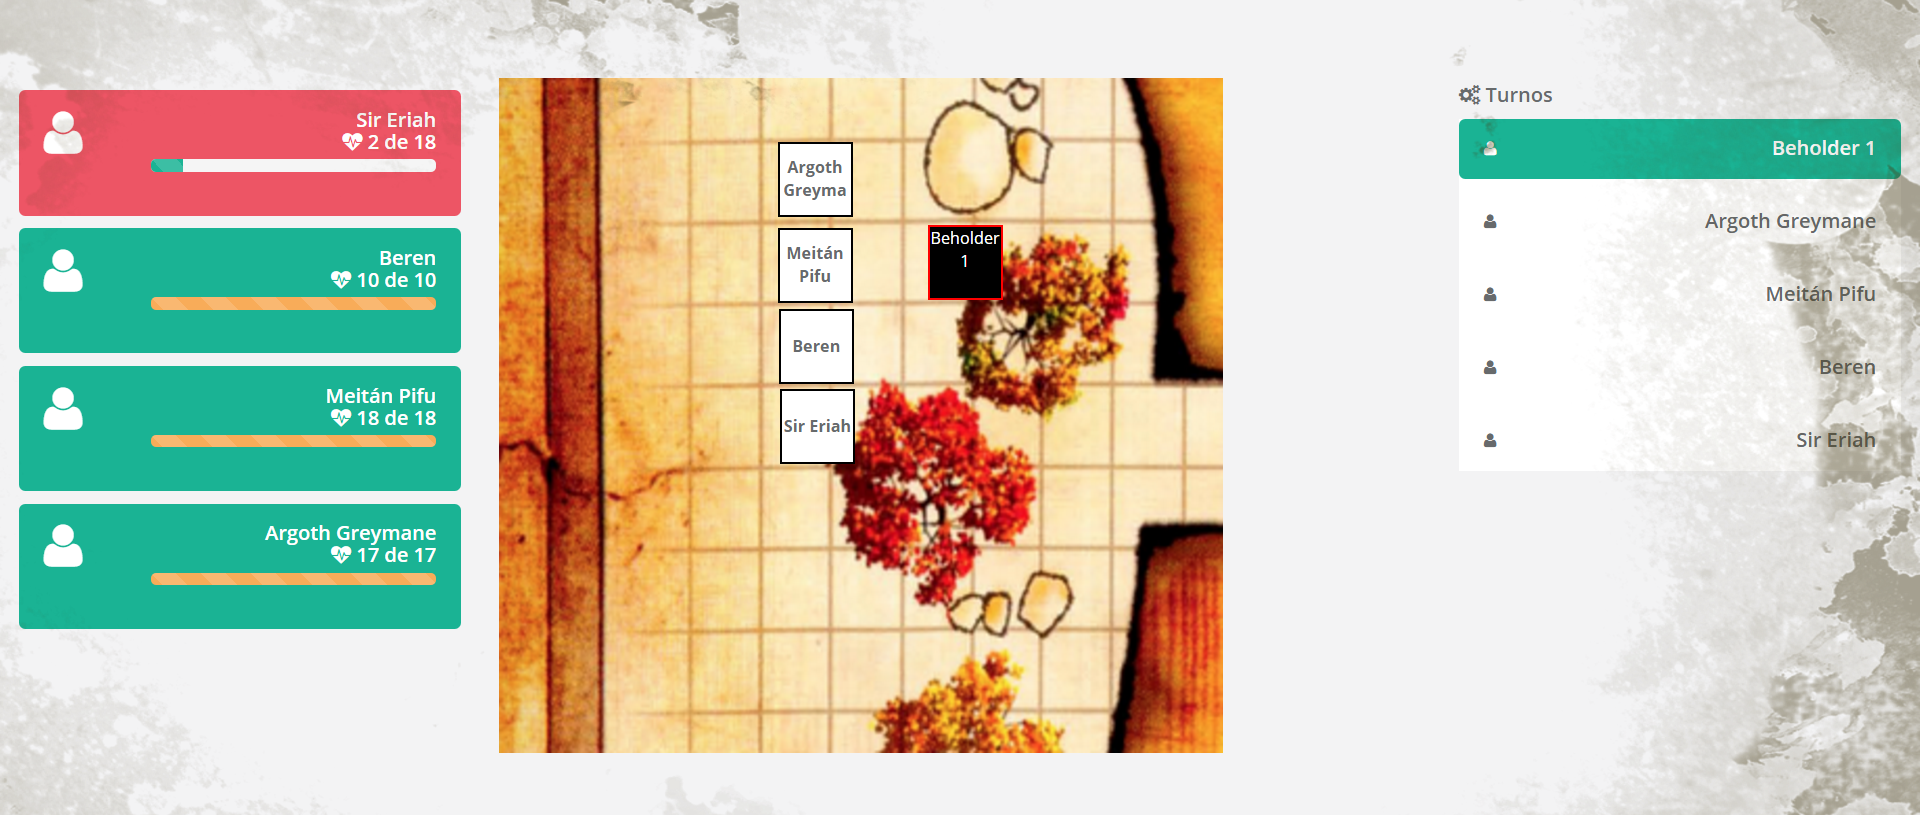 Sir Eriah
2 de 18
Beren
10 de 10
Meitán Pifu
18 de 18
Argoth Greymane
17 de 17
Argoth
Greyma
Meitán
Pifu
Beren
Sir Eriah
Beholder
1
Turnos
Beholder 1
Argoth Greymane
Meitán Pifu
Beren
Sir Eriah